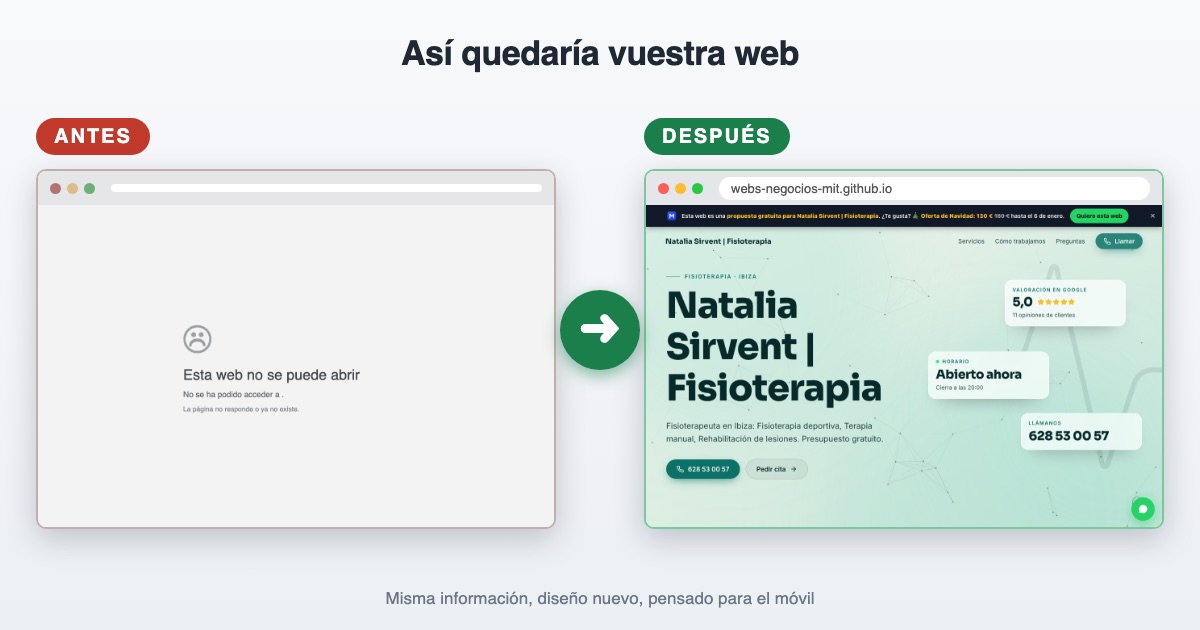 Así quedaría vuestra web
ANTES
DESPUÉS
Esta web no se puede abrir
No se ha podido acceder a .
La página no responde o ya no existe.
webs-negocios-mit.github.io
M Esta web es una propuesta gratuita para Natalia Sirvent | Fisioterapia. ¿Te gusta? 🎄 Oferta de Navidad: 130 € 180 € hasta el 6 de enero. Quiero esta web ×
Natalia Sirvent | Fisioterapia Servicios Cómo trabajamos Preguntas Llamar
FISIOTERAPIA · IBIZA
Natalia
Sirvent |
Fisioterapia
Fisioterapeuta en Ibiza: Fisioterapia deportiva, Terapia
manual, Rehabilitación de lesiones. Presupuesto gratuito.
628 53 00 57 Pedir cita →
VALORACIÓN EN GOOGLE
5,0 ★★★★★
11 opiniones de clientes
HORARIO
Abierto ahora
Cierra a las 20:00
LLÁMANOS
628 53 00 57
Misma información, diseño nuevo, pensado para el móvil